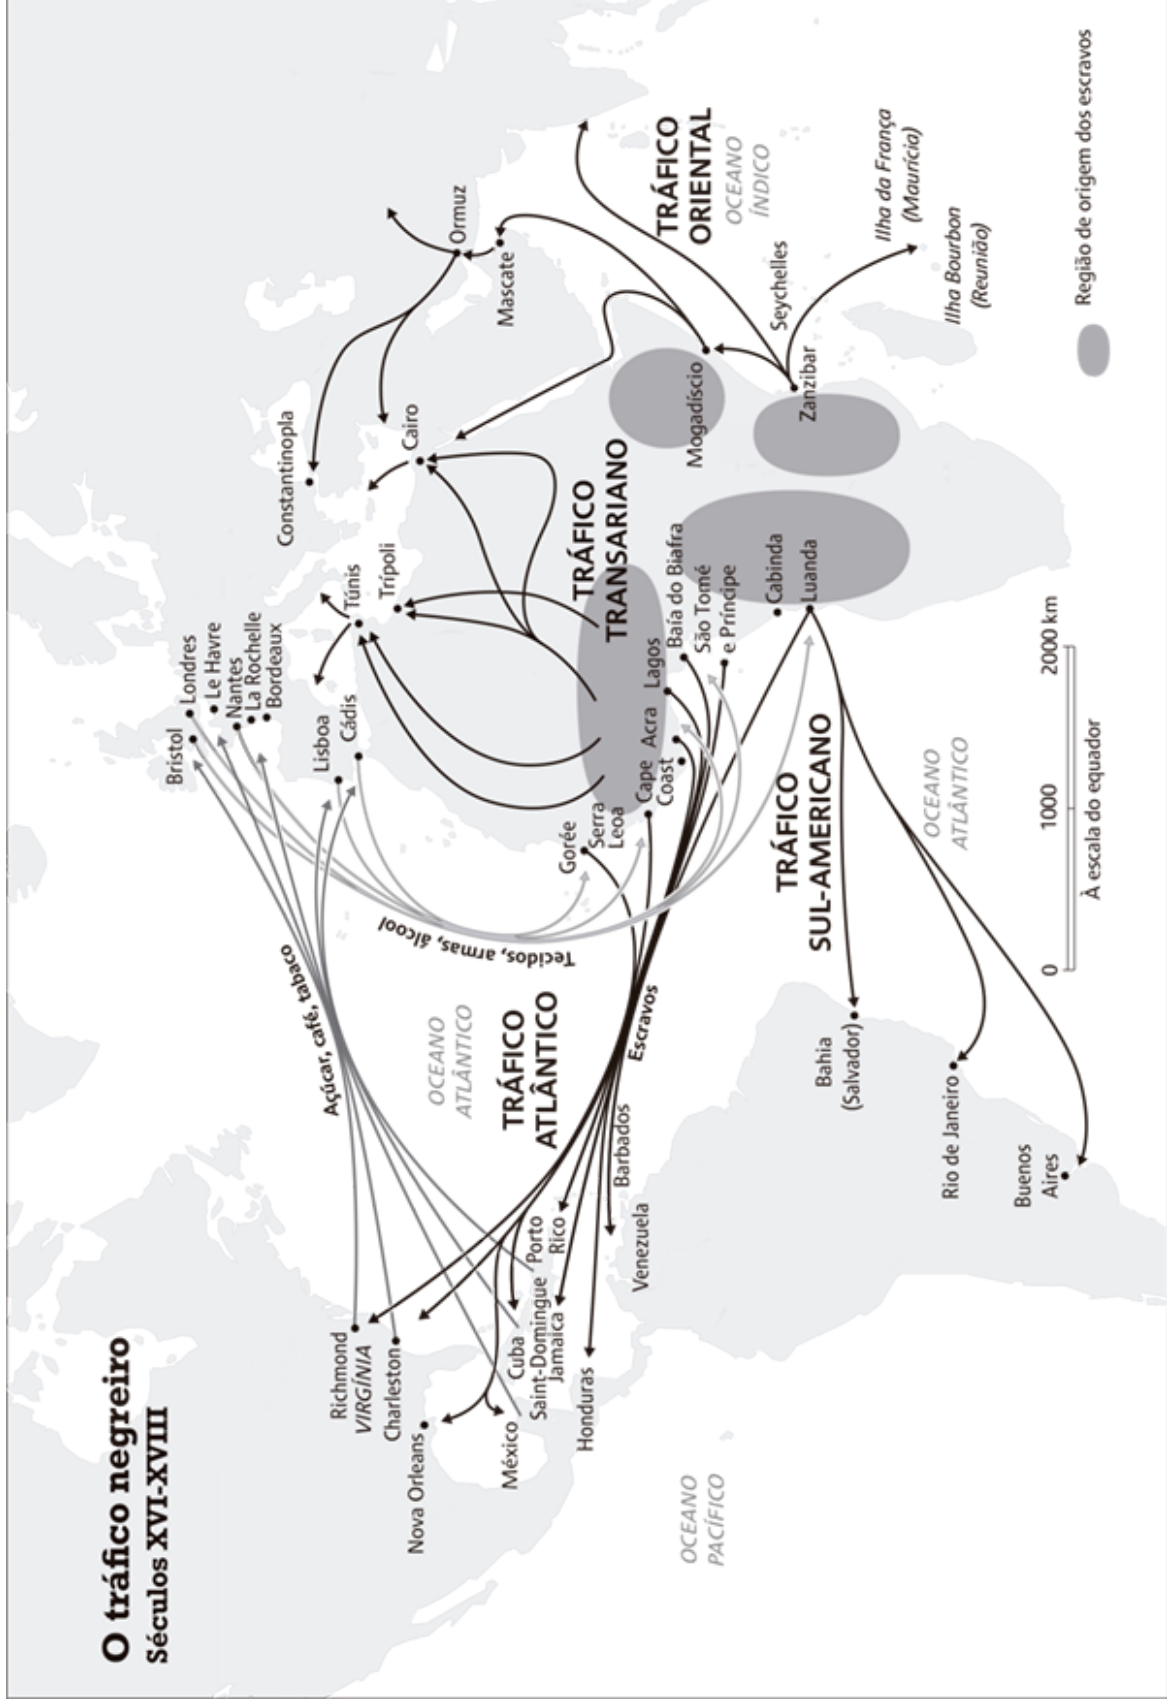 O tráfico negreiro
Séculos XVI-XVIII
Richmond
VIRGÍNIA
Charleston
Nova Orleans
México
Cuba
Saint-Domingue
Jamaica
Honduras
Porto
Rico
Barbados
Venezuela
OCEANO
PACÍFICO
Açúcar, café, tabaco
OCEANO
ATLÂNTICO
TRÁFICO
ATLÂNTICO
Escravos
Tecidos, armas, álcool
Bristol
Londres
Le Havre
Nantes
La Rochelle
Bordeaux
Lisboa
Cádis
Túnis
Trípoli
Constantinopla
Cairo
Ormuz
Mascate
Gorée
Serra
Leoa
Cape
Coast
Acra
Lagos
Baía do Biafra
São Tomé
e Príncipe
Cabinda
Luanda
TRÁFICO
TRANSARIANO
Mogadíscio
Zanzibar
Seychelles
TRÁFICO
ORIENTAL
OCEANO
ÍNDICO
Ilha da França
(Maurícia)
Ilha Bourbon
(Reunião)
TRÁFICO
SUL-AMERICANO
OCEANO
ATLÂNTICO
Bahia
(Salvador)
Rio de Janeiro
Buenos
Aires
0 1000 2000 km
À escala do equador
Região de origem dos escravos